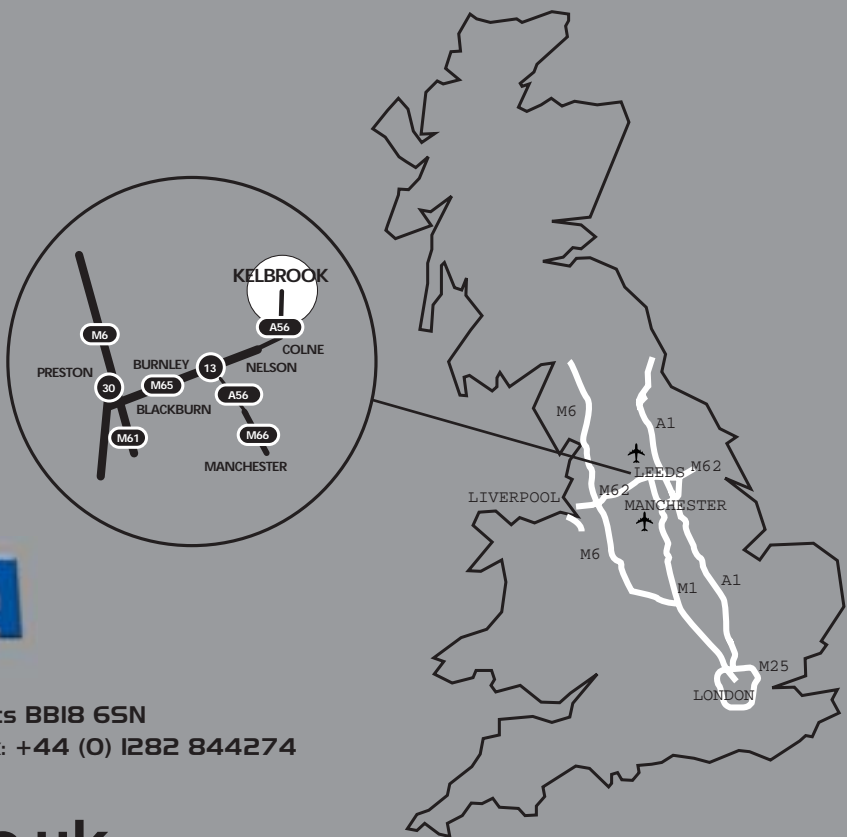 KELBROOK
A56
COLNE
M6
BURNLEY
13
NELSON
PRESTON
30
M65
A56
BLACKBURN
M61
M66
MANCHESTER
M6
A1
LEEDS
M62
LIVERPOOL
M62
MANCHESTER
M6
M1
A1
M25
LONDON
BB18 6SN
+44 (0) 1282 844274